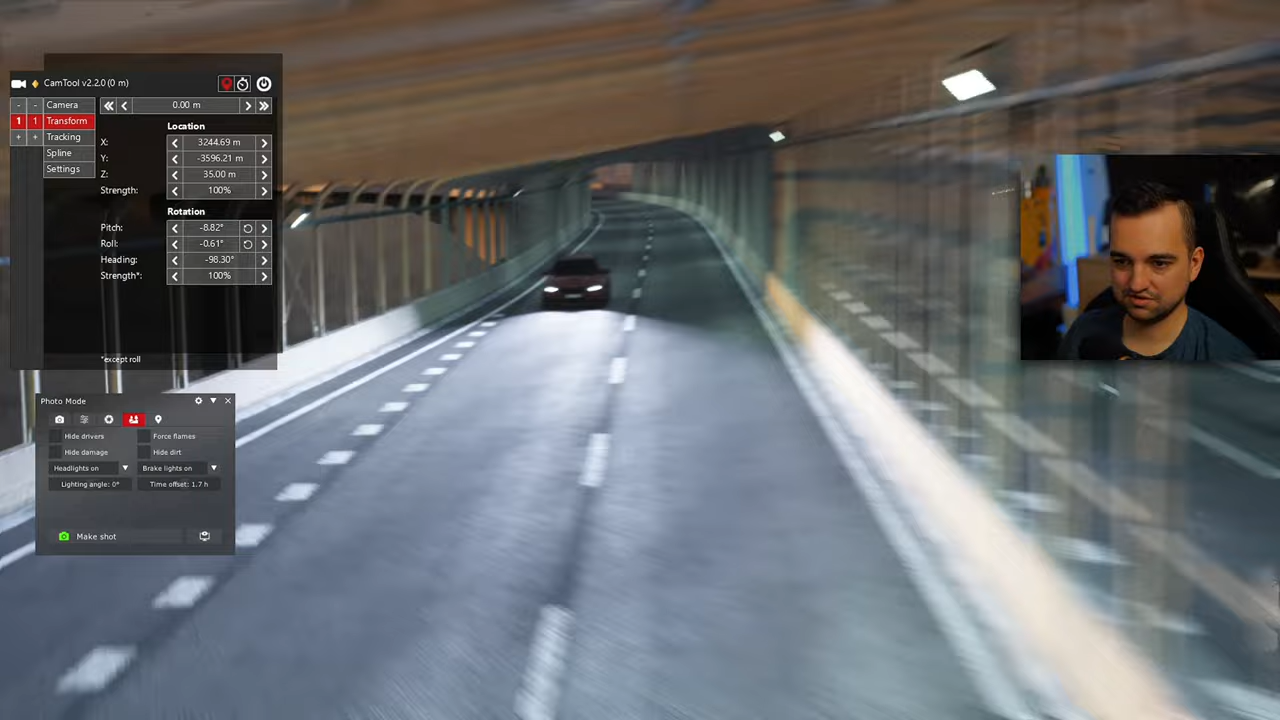 CamTool v2.2.0 (0 m)
- - Camera 0.00 m
1 1 Transform Location
+ + Tracking X: 3244.69 m
Spline Y: -3596.21 m
Settings Z: 35.00 m
Strength: 100%
Rotation
Pitch: -8.82°
Roll: -0.61°
Heading: -98.30°
Strength*: 100%
*except roll
Photo Mode
Hide drivers Force flames
Hide damage Hide dirt
Headlights on Brake lights on
Lighting angle: 0° Time offset: 1.7 h
Make shot